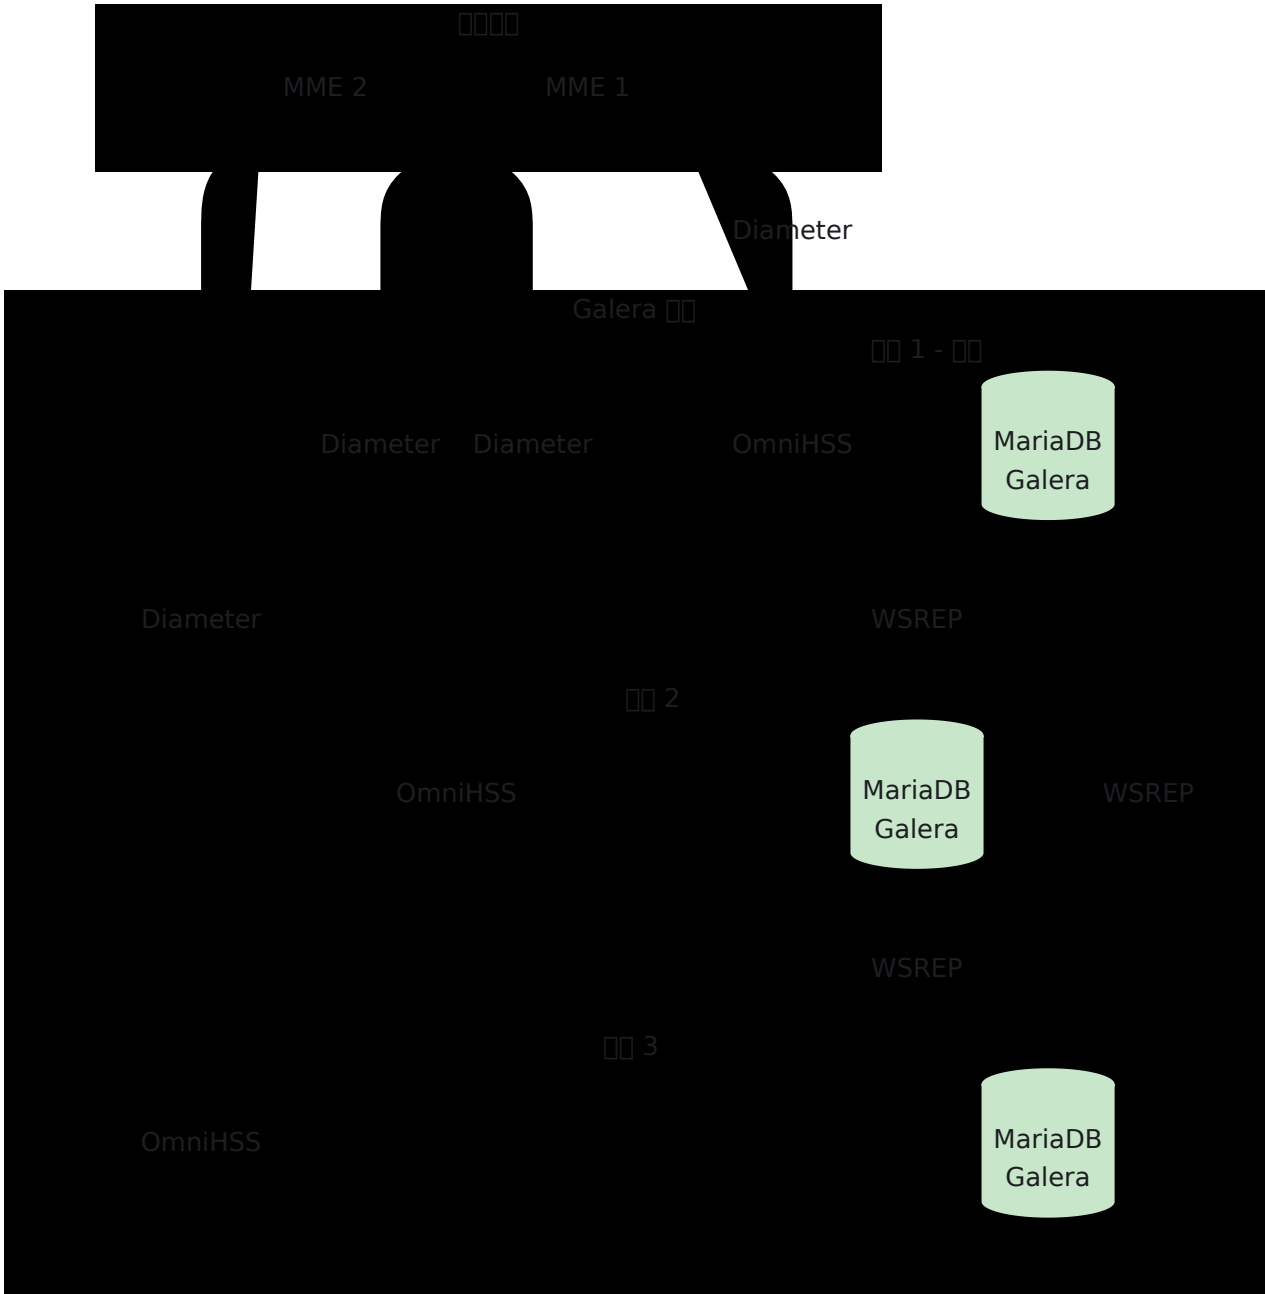 MME 2
MME 1
Diameter
Galera
1 -
Diameter
Diameter
OmniHSS
MariaDB
Galera
Diameter
WSREP
2
OmniHSS
MariaDB
Galera
WSREP
WSREP
3
OmniHSS
MariaDB
Galera